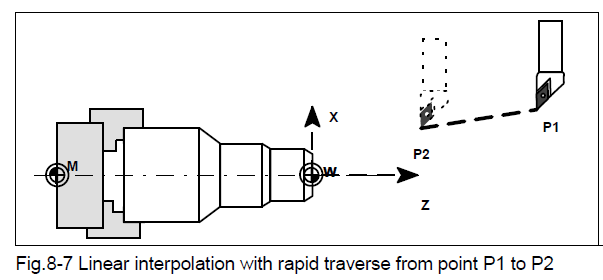 X
P1
P2
M
W
Z
Fig.8-7 Linear interpolation with rapid traverse from point P1 to P2